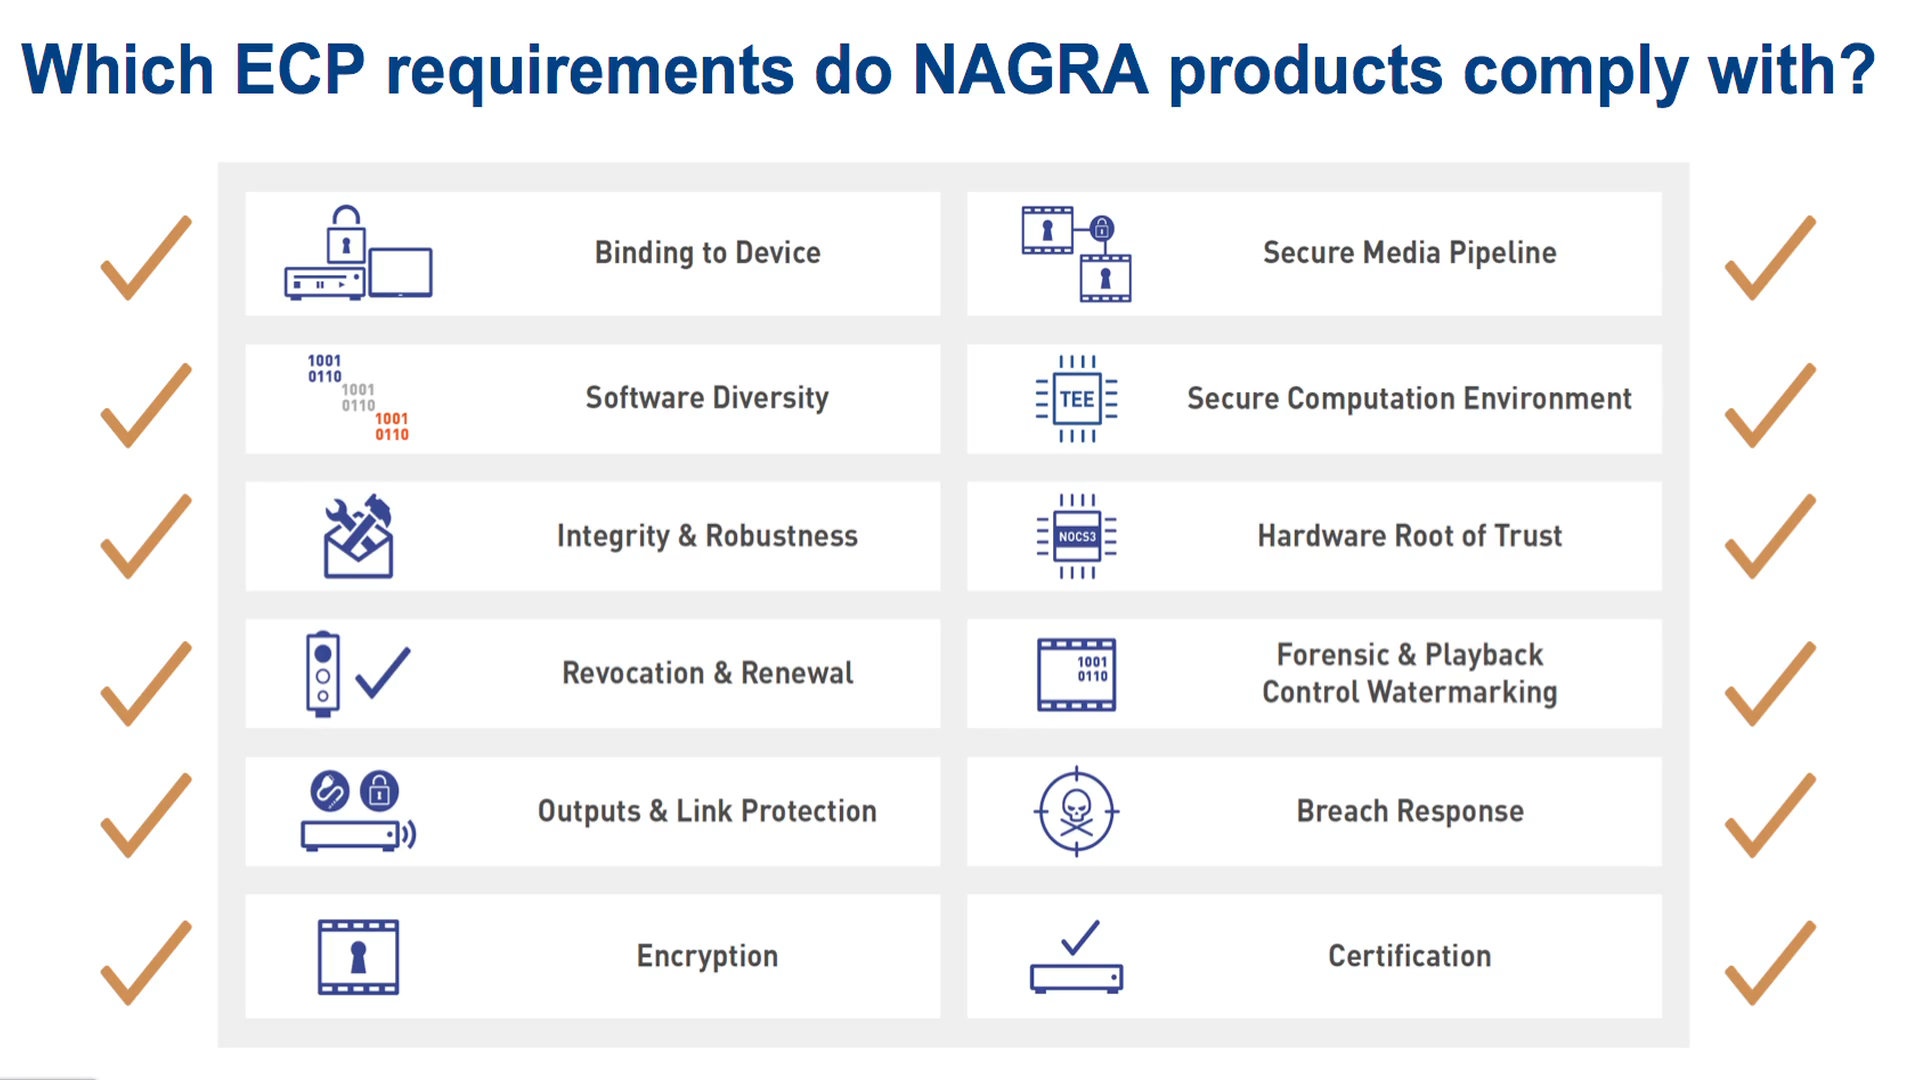 Which ECP requirements do NAGRA products comply with?
Binding to Device
Secure Media Pipeline
1001
0110
1001
0110
1001
0110
Software Diversity
TEE
Secure Computation Environment
Integrity & Robustness
NOCS3
Hardware Root of Trust
Revocation & Renewal
1001
0110
Forensic & Playback
Control Watermarking
Outputs & Link Protection
Breach Response
Encryption
Certification